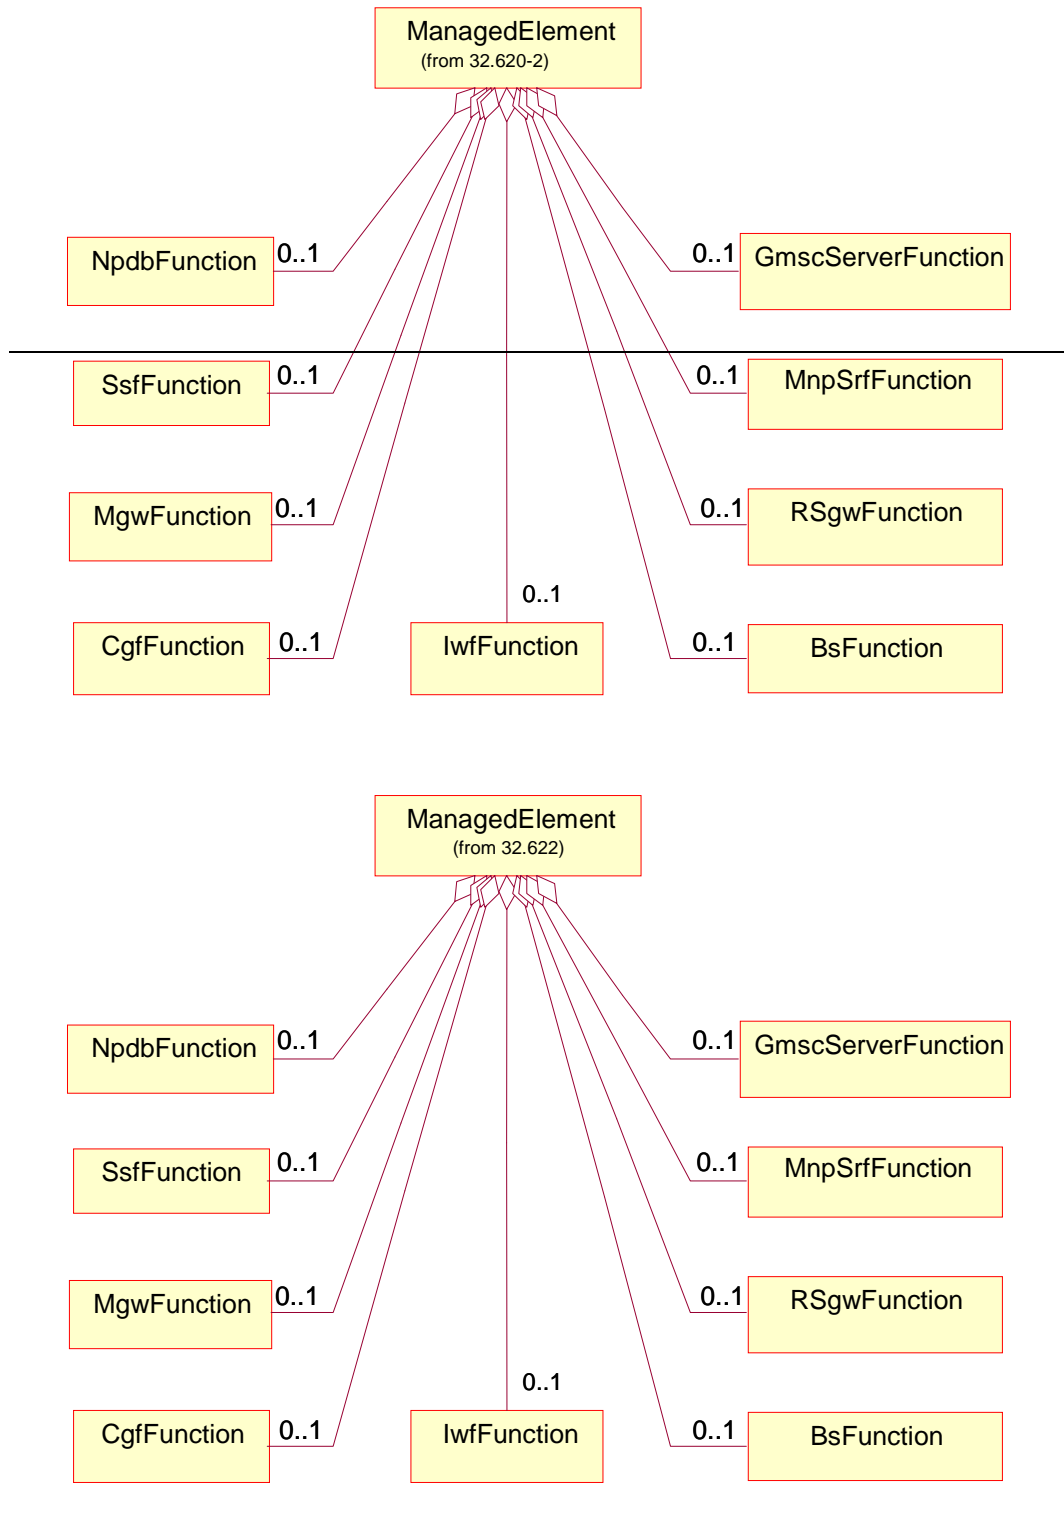 ManagedElement
(from 32.620-2)
NpdbFunction 0..1 0..1 GmscServerFunction
SsfFunction 0..1 0..1 MnpSrfFunction
MgwFunction 0..1 0..1 RSgwFunction
0..1
CgfFunction 0..1 IwfFunction 0..1 BsFunction
ManagedElement
(from 32.622)
NpdbFunction 0..1 0..1 GmscServerFunction
SsfFunction 0..1 0..1 MnpSrfFunction
MgwFunction 0..1 0..1 RSgwFunction
0..1
CgfFunction 0..1 IwfFunction 0..1 BsFunction